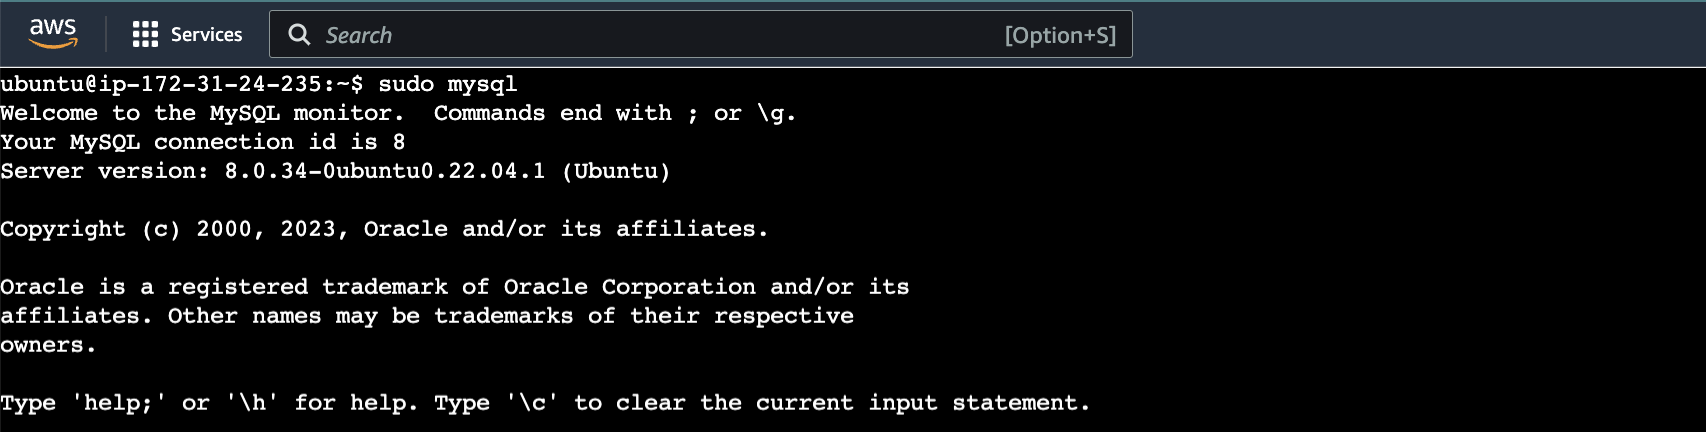 aws
Services
Search
[Option+S]
ubuntu@ip-172-31-24-235:~$ sudo mysql
Welcome to the MySQL monitor.  Commands end with ; or \g.
Your MySQL connection id is 8
Server version: 8.0.34-0ubuntu0.22.04.1 (Ubuntu)
Copyright (c) 2000, 2023, Oracle and/or its affiliates.
Oracle is a registered trademark of Oracle Corporation and/or its
affiliates. Other names may be trademarks of their respective
owners.
Type 'help;' or '\h' for help. Type '\c' to clear the current input statement.